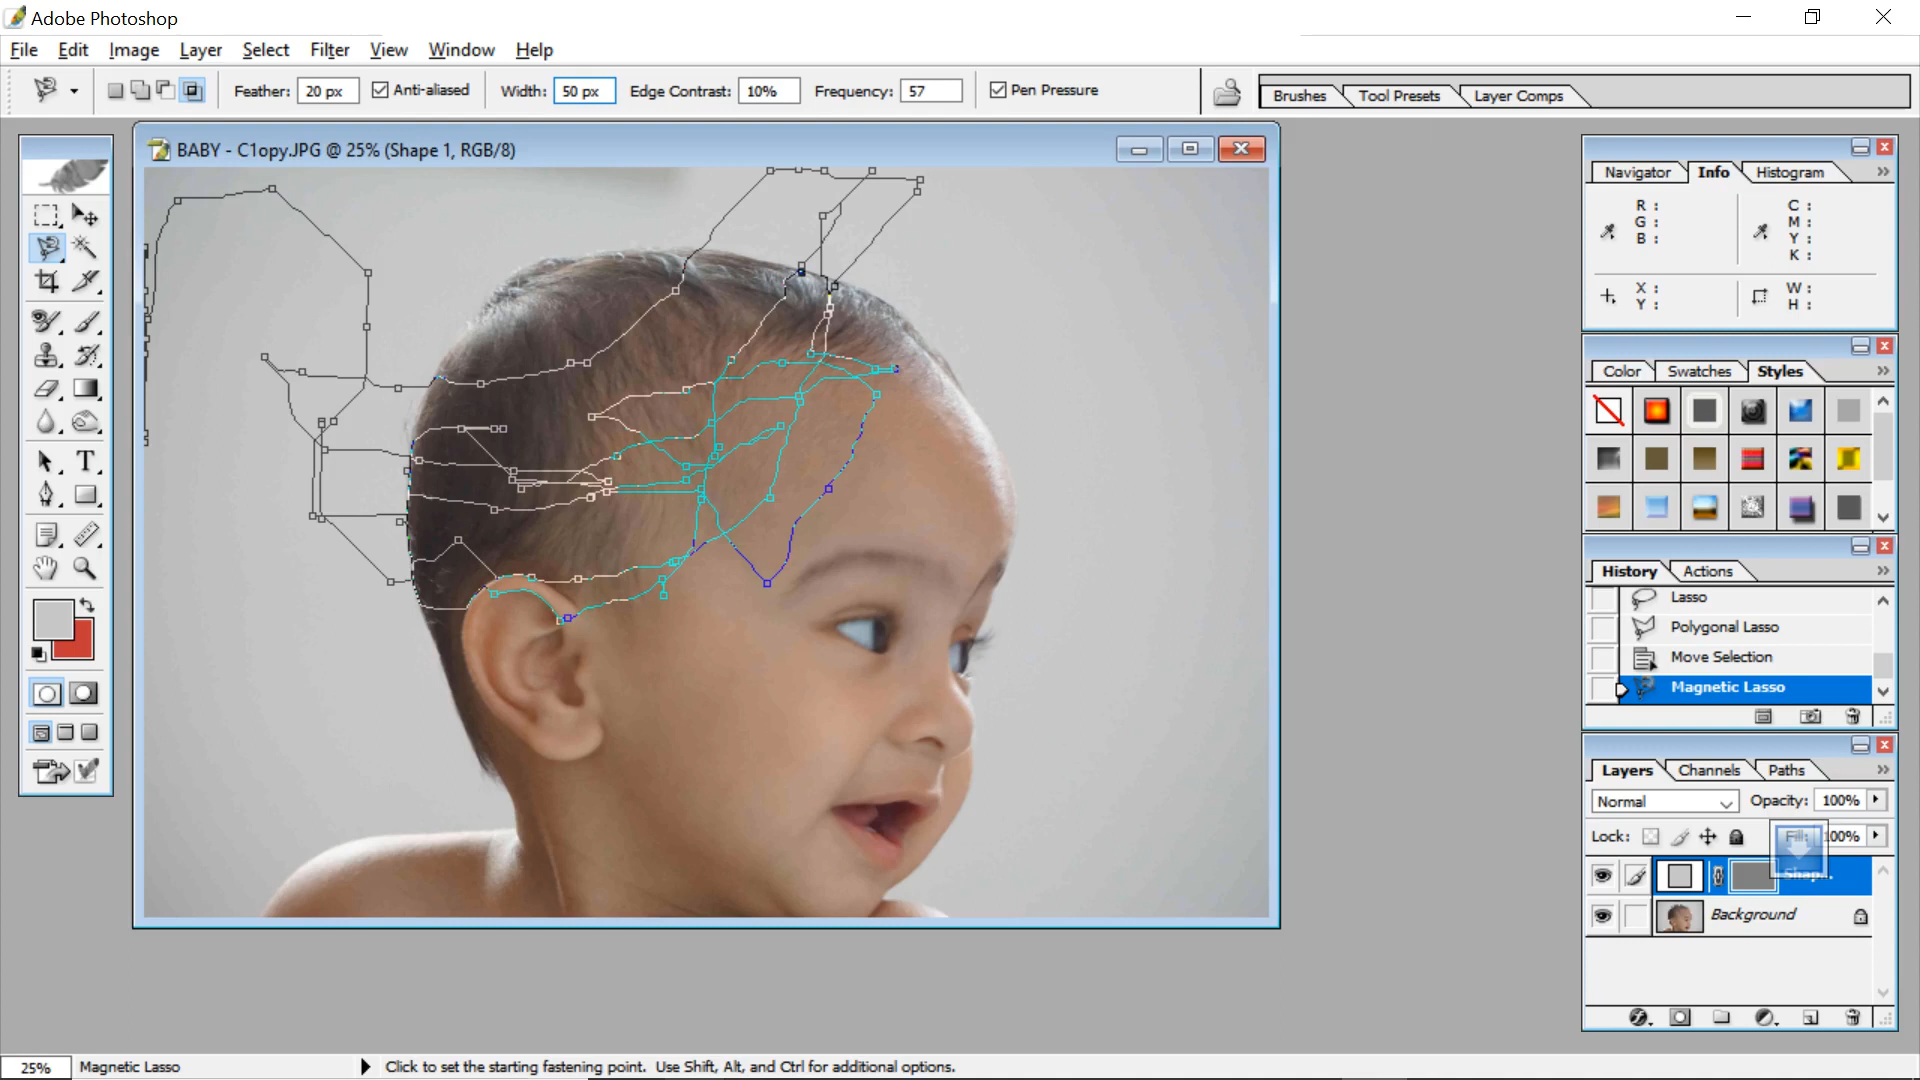 Adobe Photoshop
File Edit Image Layer Select Filter View Window Help
Feather: 20 px Anti-aliased Width: 50 px Edge Contrast: 10% Frequency: 57 Pen Pressure
Brushes Tool Presets Layer Comps
BABY - C1opy.JPG @ 25% (Shape 1, RGB/8)
Navigator Info Histogram
R : C :
G : M :
B : Y :
K :
X : W :
Y : H :
Color Swatches Styles
History Actions
Lasso
Polygonal Lasso
Move Selection
Magnetic Lasso
Layers Channels Paths
Normal Opacity: 100%
Lock: Fill: 100%
Shap...
Background
25% Magnetic Lasso Click to set the starting fastening point. Use Shift, Alt, and Ctrl for additional options.